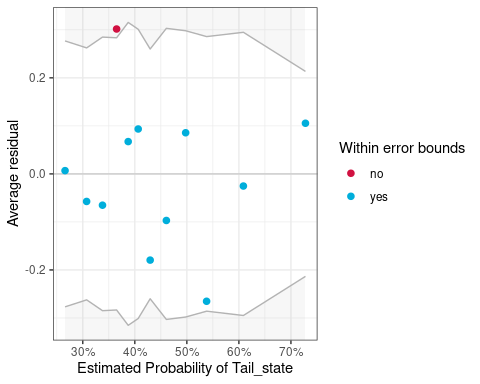 Average residual
0.2
0.0
-0.2
30%
40%
50%
60%
70%
Estimated Probability of Tail_state
Within error bounds
no
yes